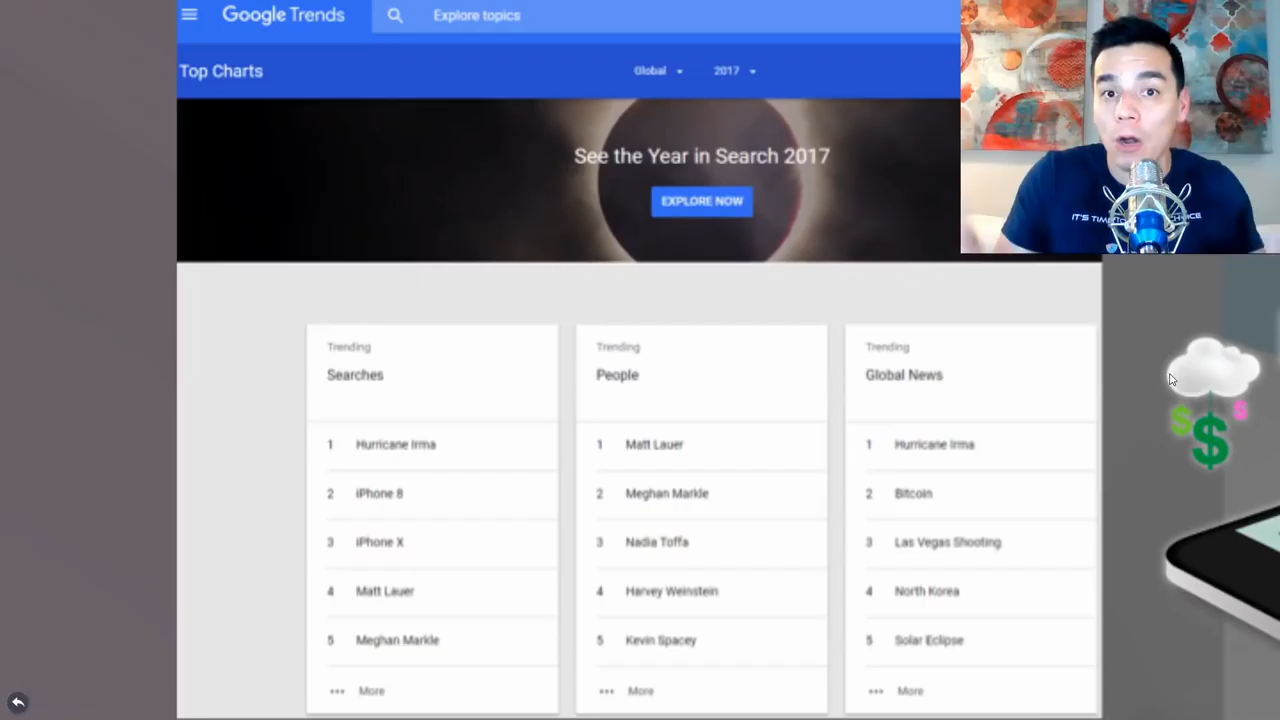 Google Trends
Explore topics
Top Charts
Global
2017
See the Year in Search 2017
EXPLORE NOW
Trending
Searches
1 Hurricane Irma
2 iPhone 8
3 iPhone X
4 Matt Lauer
5 Meghan Markle
••• More
Trending
People
1 Matt Lauer
2 Meghan Markle
3 Nadia Toffa
4 Harvey Weinstein
5 Kevin Spacey
••• More
Trending
Global News
1 Hurricane Irma
2 Bitcoin
3 Las Vegas Shooting
4 North Korea
5 Solar Eclipse
••• More
IT'S TIME
$ $ $